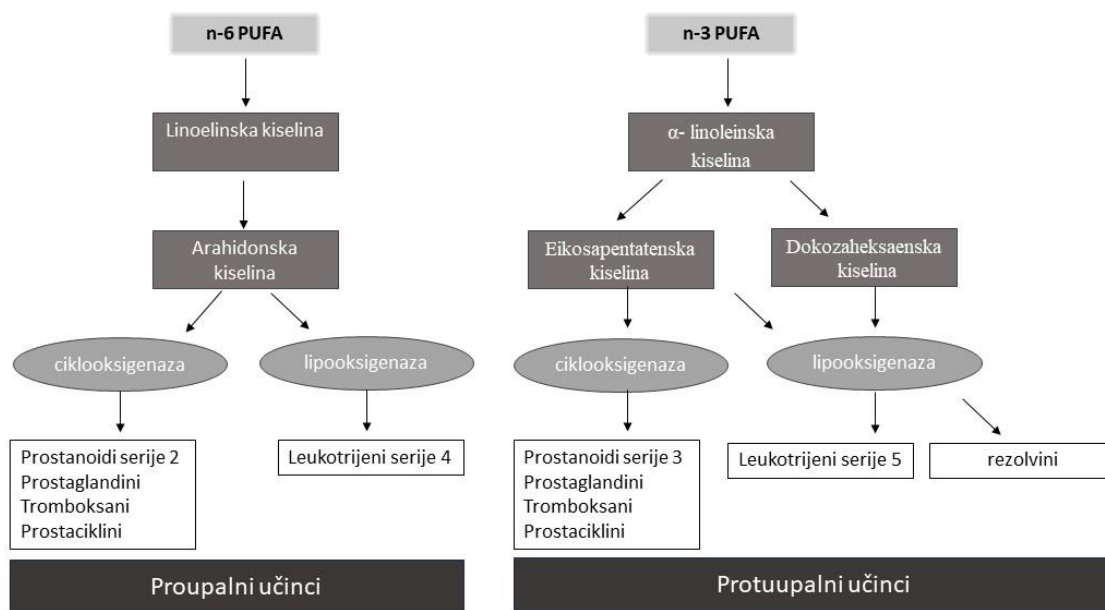 n-6 PUFA
Linoelinska kiselina
Arahidonska
kiselina
ciklooksigenaza
lipooksigenaza
Prostanoidi serije 2
Prostaglandini
Tromboksani
Prostaciklini
Leukotrijeni serije 4
Proupalni učinci
n-3 PUFA
α- linoleinska
kiselina
Eikosapentatenska
kiselina
Dokozaheksaenska
kiselina
ciklooksigenaza
lipooksigenaza
Prostanoidi serije 3
Prostaglandini
Tromboksani
Prostaciklini
Leukotrijeni serije 5
rezolvini
Protuupalni učinci